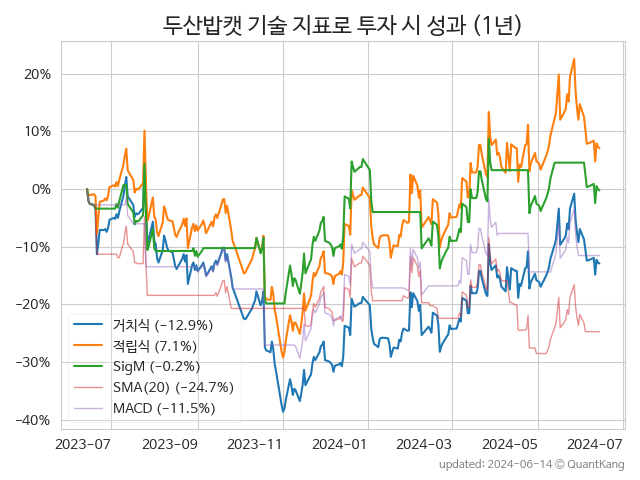 두산밥캣 기술 지표로 투자 시 성과 (1년)
20%
10%
0%
−10%
−20%
−30%
−40%
거치식 (−12.9%)
적립식 (7.1%)
SigM (−0.2%)
SMA(20) (−24.7%)
MACD (−11.5%)
2023-07
2023-09
2023-11
2024-01
2024-03
2024-05
2024-07
updated: 2024-06-14 © QuantKang